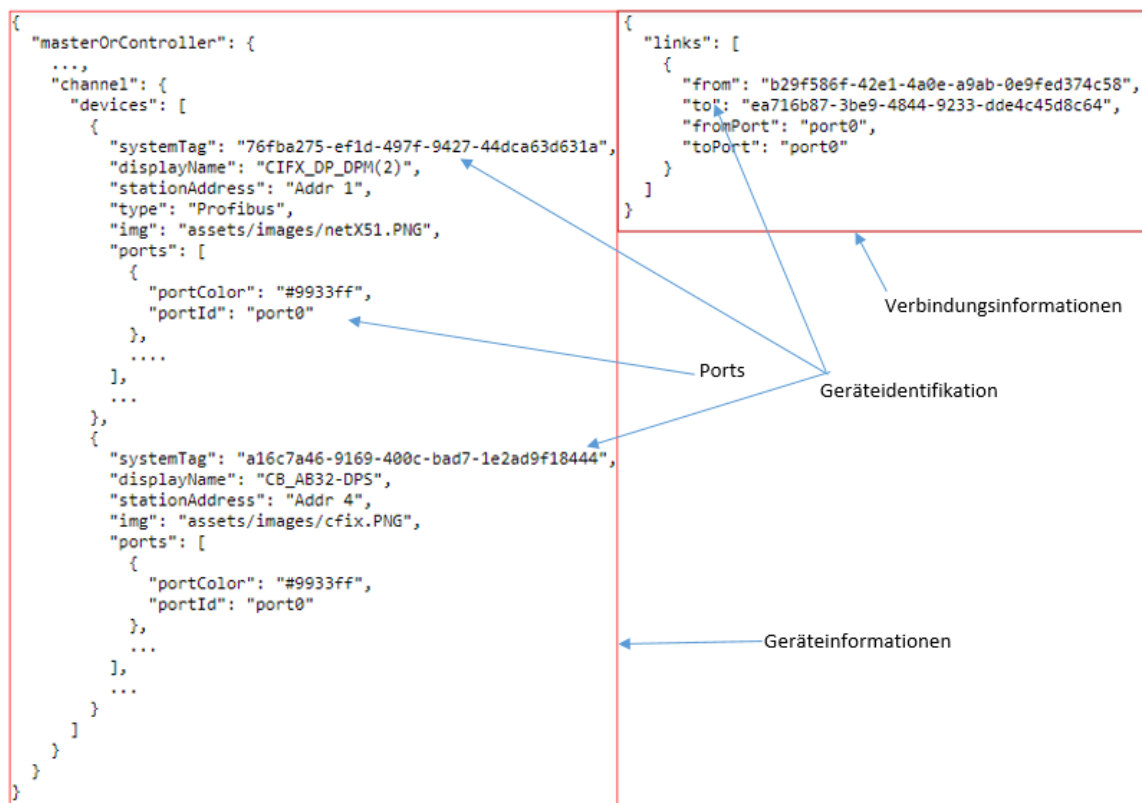 {
"masterOrController": {
...,
"channel": {
"devices": [
{
"systemTag": "76fba275-ef1d-497f-9427-44dca63d631a",
"displayName": "CIFX_DP_DPM(2)",
"stationAddress": "Addr 1",
"type": "Profibus",
"img": "assets/images/netX51.PNG",
"ports": [
{
"portColor": "#9933ff",
"portId": "port0"
},
....
],
...
},
{
"systemTag": "a16c7a46-9169-400c-bad7-1e2ad9f18444",
"displayName": "CB_AB32-DPS",
"stationAddress": "Addr 4",
"img": "assets/images/cfix.PNG",
"ports": [
{
"portColor": "#9933ff",
"portId": "port0"
},
...
],
...
}
]
}
}
}
{
"links": [
{
"from": "b29f586f-42e1-4a0e-a9ab-0e9fed374c58",
"to": "ea716b87-3be9-4844-9233-dde4c45d8c64",
"fromPort": "port0",
"toPort": "port0"
}
]
}
Verbindungsinformationen
Ports
Geräteidentifikation
Geräteinformationen